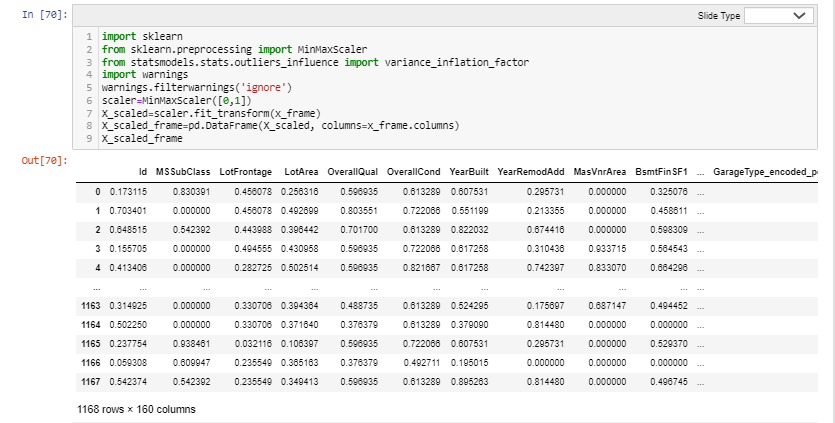 In [70]:
Slide Type
1 import sklearn
2 from sklearn.preprocessing import MinMaxScaler
3 from statsmodels.stats.outliers_influence import variance_inflation_factor
4 import warnings
5 warnings.filterwarnings('ignore')
6 scaler=MinMaxScaler([0,1])
7 X_scaled=scaler.fit_transform(x_frame)
8 X_scaled_frame=pd.DataFrame(X_scaled, columns=x_frame.columns)
9 X_scaled_frame
Out[70]:
Id MSSubClass LotFrontage LotArea OverallQual OverallCond YearBuilt YearRemodAdd MasVnrArea BsmtFinSF1 ... GarageType_encoded_po
0 0.173115 0.830391 0.456078 0.256316 0.596935 0.613289 0.607531 0.295731 0.000000 0.325076 ...
1 0.703401 0.000000 0.456078 0.492699 0.803551 0.722066 0.551199 0.213355 0.000000 0.458611 ...
2 0.648515 0.542392 0.443988 0.396442 0.701700 0.613289 0.822032 0.674416 0.000000 0.598309 ...
3 0.155705 0.000000 0.494555 0.430958 0.596935 0.722066 0.617258 0.310436 0.933715 0.564543 ...
4 0.413406 0.000000 0.282725 0.502514 0.596935 0.821667 0.617258 0.742397 0.833070 0.664296 ...
... ... ... ... ... ... ... ... ... ... ... ...
1163 0.314925 0.000000 0.330706 0.394364 0.488735 0.613289 0.524295 0.175697 0.687147 0.494452 ...
1164 0.502250 0.000000 0.330706 0.371640 0.376379 0.613289 0.379090 0.814480 0.000000 0.000000 ...
1165 0.237754 0.938461 0.032116 0.106397 0.596935 0.722066 0.607531 0.295731 0.000000 0.529370 ...
1166 0.059308 0.609947 0.235549 0.365163 0.376379 0.492711 0.195015 0.000000 0.000000 0.000000 ...
1167 0.542374 0.542392 0.235549 0.349413 0.596935 0.613289 0.895263 0.814480 0.000000 0.496745 ...
1168 rows × 160 columns